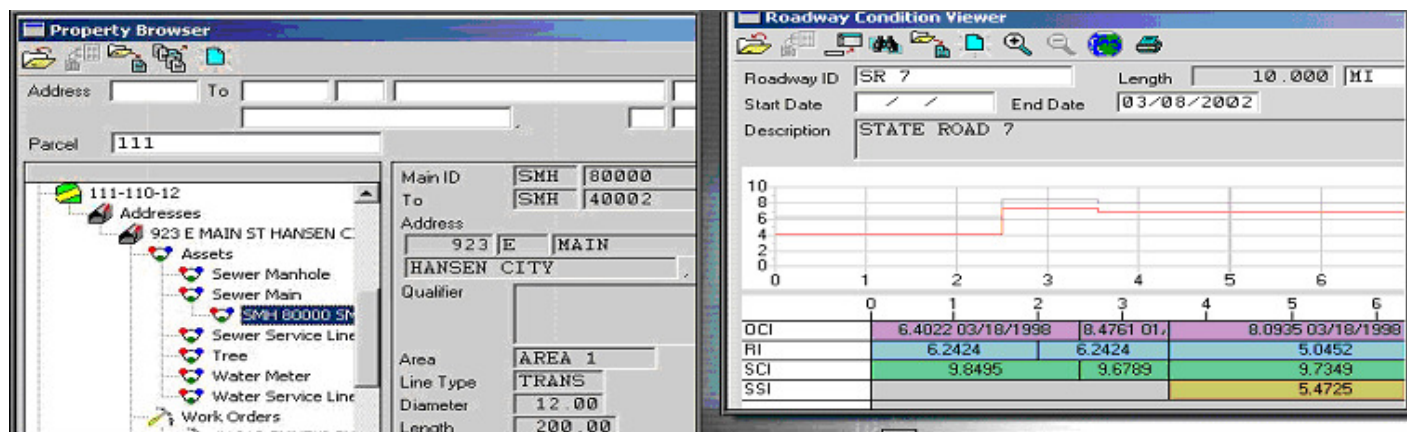 Property Browser
Address To
,
Parcel 111
111-110-12
Addresses
923 E MAIN ST HANSEN C
Assets
Sewer Manhole
Sewer Main
SMH 80000 SM
Sewer Service Line
Tree
Water Meter
Water Service Line
Work Orders
Main ID SMH 80000
To SMH 40002
Address
923 E MAIN
HANSEN CITY ,
Qualifier
Area AREA 1
Line Type TRANS
Diameter 12.00
Length 200.00
Roadway Condition Viewer
Roadway ID SR 7 Length 10.000 MI
Start Date / / End Date 03/08/2002
Description STATE ROAD 7
10
8
6
4
2
0
0 1 2 3 4 5 6
0 1 2 3 4 5 6
OCI 6.4022 03/18/1998 8.4761 01/ 8.0935 03/18/1998
RI 6.2424 6.2424 5.0452
SCI 9.8495 9.6789 9.7349
SSI 5.4725